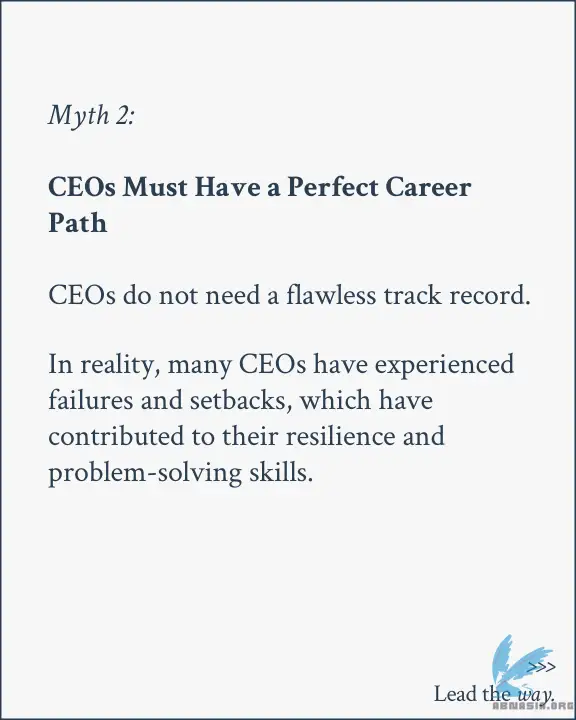 Myth 2:
CEOs Must Have a Perfect Career
Path
CEOs do not need a flawless track record.
In reality, many CEOs have experienced
failures and setbacks, which have
contributed to their resilience and
problem-solving skills.
>>>
Lead the way.
ABMASIA.ORG